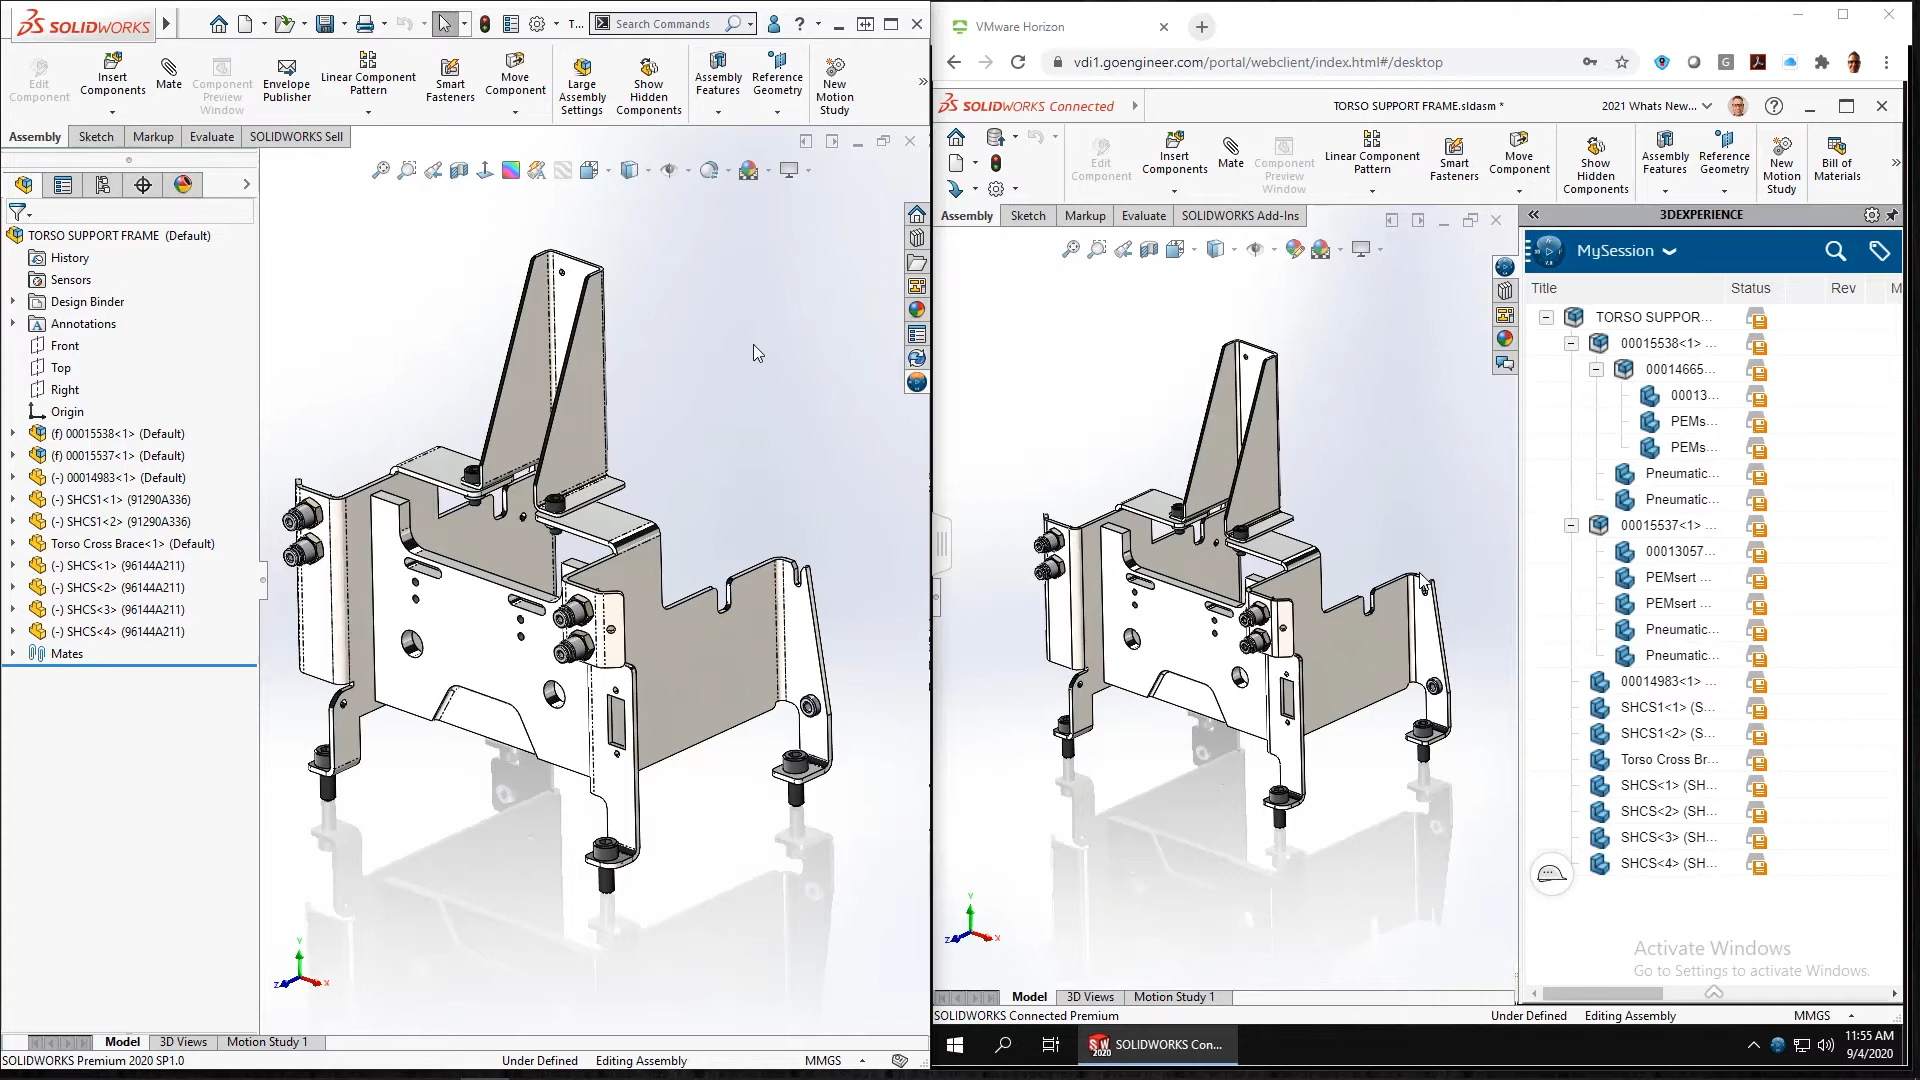 SOLIDWORKS
T...
Search Commands
Edit Component
Insert Components
Mate
Component Preview Window
Envelope Publisher
Linear Component Pattern
Smart Fasteners
Move Component
Large Assembly Settings
Show Hidden Components
Assembly Features
Reference Geometry
New Motion Study
Assembly
Sketch
Markup
Evaluate
SOLIDWORKS Sell
TORSO SUPPORT FRAME (Default)
History
Sensors
Design Binder
Annotations
Front
Top
Right
Origin
(f) 00015538<1> (Default)
(f) 00015537<1> (Default)
(-) 00014983<1> (Default)
(-) SHCS1<1> (91290A336)
(-) SHCS1<2> (91290A336)
Torso Cross Brace<1> (Default)
(-) SHCS<1> (96144A211)
(-) SHCS<2> (96144A211)
(-) SHCS<3> (96144A211)
(-) SHCS<4> (96144A211)
Mates
Y
Z
X
Model
3D Views
Motion Study 1
SOLIDWORKS Premium 2020 SP1.0
Under Defined
Editing Assembly
MMGS
VMware Horizon
vdi1.goengineer.com/portal/webclient/index.html#/desktop
SOLIDWORKS Connected
TORSO SUPPORT FRAME.sldasm *
2021 Whats New...
Edit Component
Insert Components
Mate
Component Preview Window
Linear Component Pattern
Smart Fasteners
Move Component
Show Hidden Components
Assembly Features
Reference Geometry
New Motion Study
Bill of Materials
Assembly
Sketch
Markup
Evaluate
SOLIDWORKS Add-Ins
3DEXPERIENCE
MySession
Title
Status
Rev
M
TORSO SUPPOR...
00015538<1> ...
00014665...
00013...
PEMs...
PEMs...
Pneumatic...
Pneumatic...
00015537<1> ...
00013057...
PEMsert ...
PEMsert ...
Pneumatic...
Pneumatic...
00014983<1> ...
SHCS1<1> (S...
SHCS1<2> (S...
Torso Cross Br...
SHCS<1> (SH...
SHCS<2> (SH...
SHCS<3> (SH...
SHCS<4> (SH...
Activate Windows
Go to Settings to activate Windows.
Y
Z
X
Model
3D Views
Motion Study 1
SOLIDWORKS Connected Premium
Under Defined
Editing Assembly
MMGS
SW 2020
SOLIDWORKS Con...
11:55 AM
9/4/2020